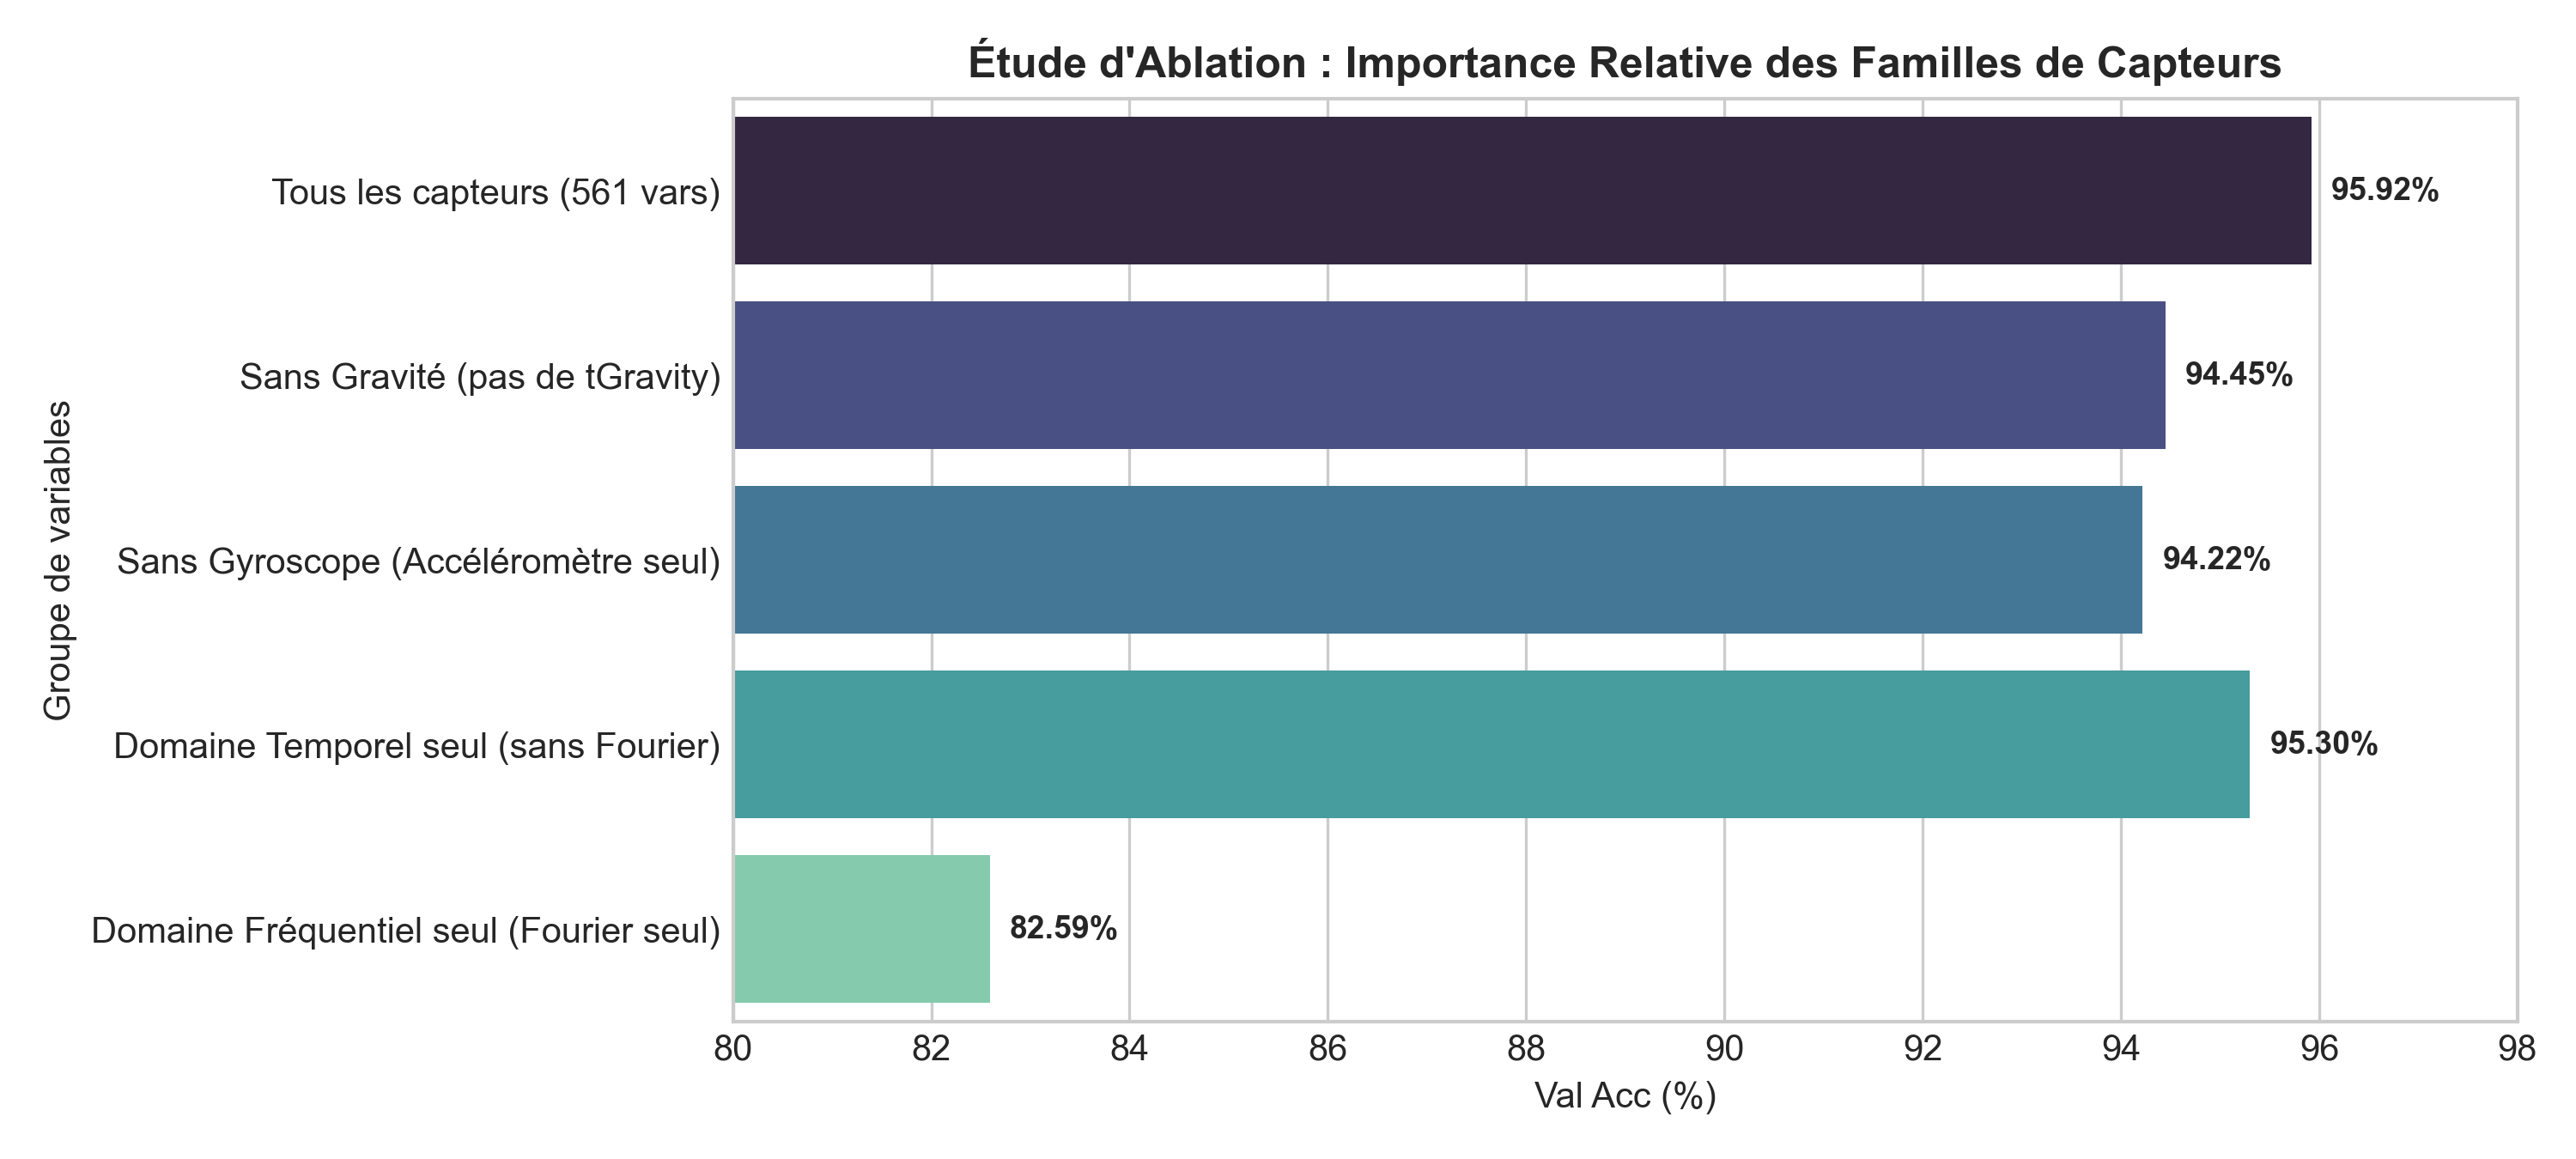 Étude d'Ablation : Importance Relative des Familles de Capteurs
Groupe de variables
Tous les capteurs (561 vars)
95.92%
Sans Gravité (pas de tGravity)
94.45%
Sans Gyroscope (Accéléromètre seul)
94.22%
Domaine Temporel seul (sans Fourier)
95.30%
Domaine Fréquentiel seul (Fourier seul)
82.59%
80 82 84 86 88 90 92 94 96 98
Val Acc (%)